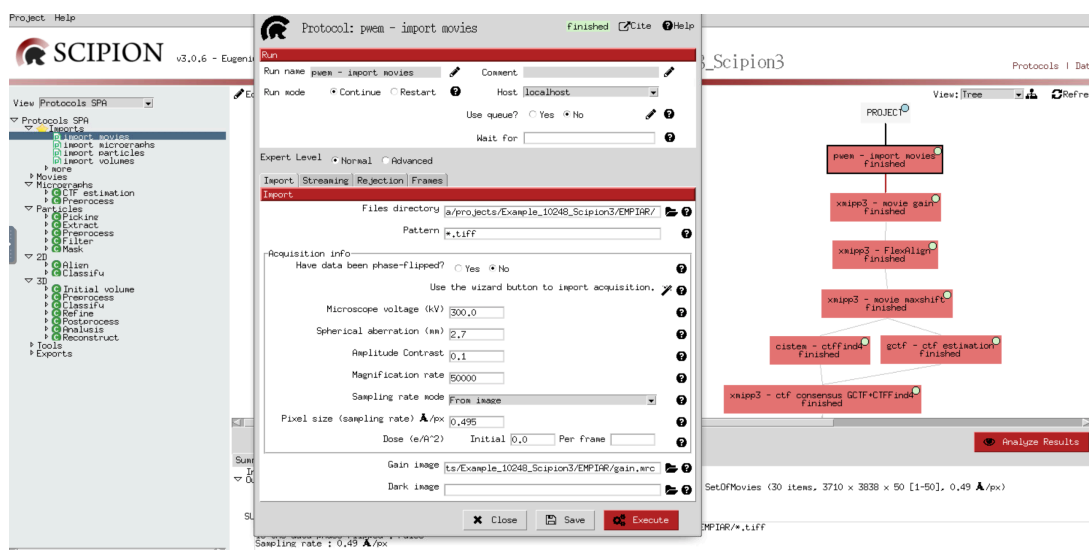 Project Help
SCIPION v3.0.6 - Eugeni
3_Scipion3
Protocols | Dat
View Protocols SPA
Protocols SPA
Imports
import movies
import micrographs
import particles
import volumes
more
Movies
Micrographs
CTF estimation
Preprocess
Particles
Picking
Extract
Preprocess
Filter
Mask
2D
Align
Classify
3D
Initial volume
Preprocess
Classify
Refine
Postprocess
Analysis
Reconstruct
Tools
Exports
Protocol: pwem - import movies
finished Cite Help
Run
Run name pwem - import movies Comment
Run mode Continue Restart Host localhost
Use queue? Yes No
Wait for
Expert Level Normal Advanced
Import Streaming Rejection Frames
Import
Files directory a/projects/Example_10248_Scipion3/EMPIAR/
Pattern *.tiff
Acquisition info
Have data been phase-flipped? Yes No
Use the wizard button to import acquisition.
Microscope voltage (kV) 300.0
Spherical aberration (mm) 2.7
Amplitude Contrast 0.1
Magnification rate 50000
Sampling rate mode From image
Pixel size (sampling rate) Å/px 0.495
Dose (e/A^2) Initial 0.0 Per frame
Gain image ts/Example_10248_Scipion3/EMPIAR/gain.mrc
Dark image
Close Save Execute
View: Tree Refre
PROJECT
pwem - import movies
finished
xmipp3 - movie gain
finished
xmipp3 - FlexAlign
finished
xmipp3 - movie maxshift
finished
cistem - ctffind4
finished
gctf - ctf estimation
finished
xmipp3 - ctf consensus GCTF+CTFFind4
finished
Analyze Results
SetOfMovies (30 items, 3710 x 3838 x 50 [1-50], 0.49 Å/px)
EMPIAR/*.tiff
Sampling rate : 0.49 Å/px